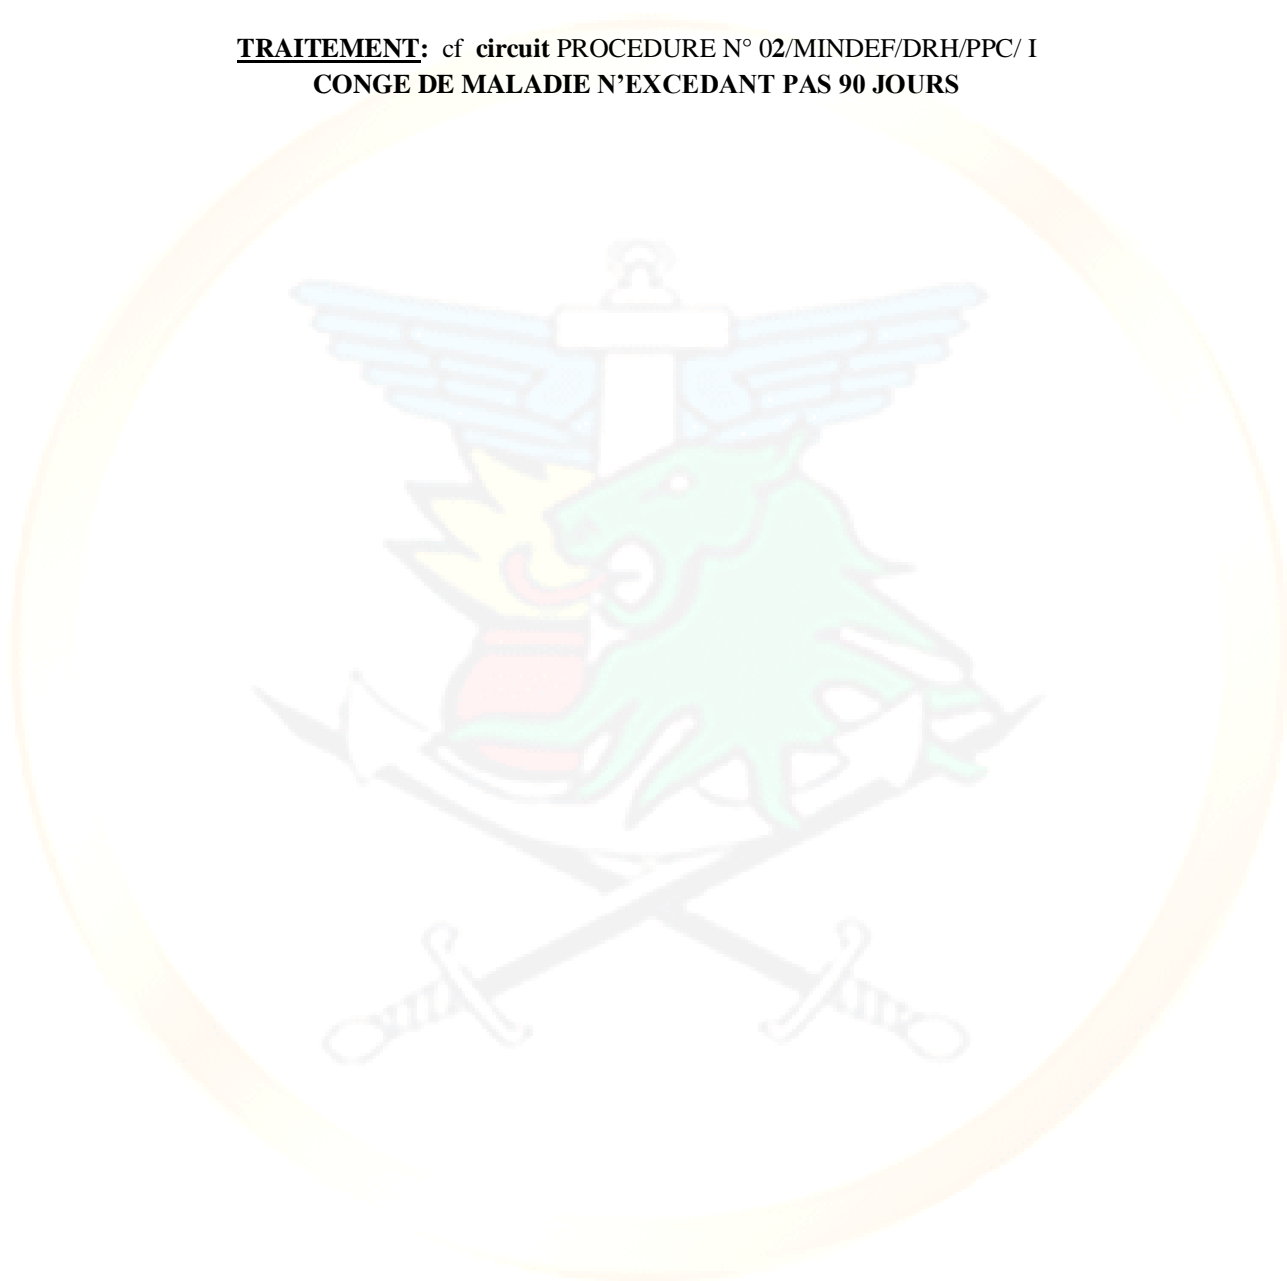 TRAITEMENT: cf circuit PROCEDURE N° 02/MINDEF/DRH/PPC/ I
CONGE DE MALADIE N’EXCEDANT PAS 90 JOURS